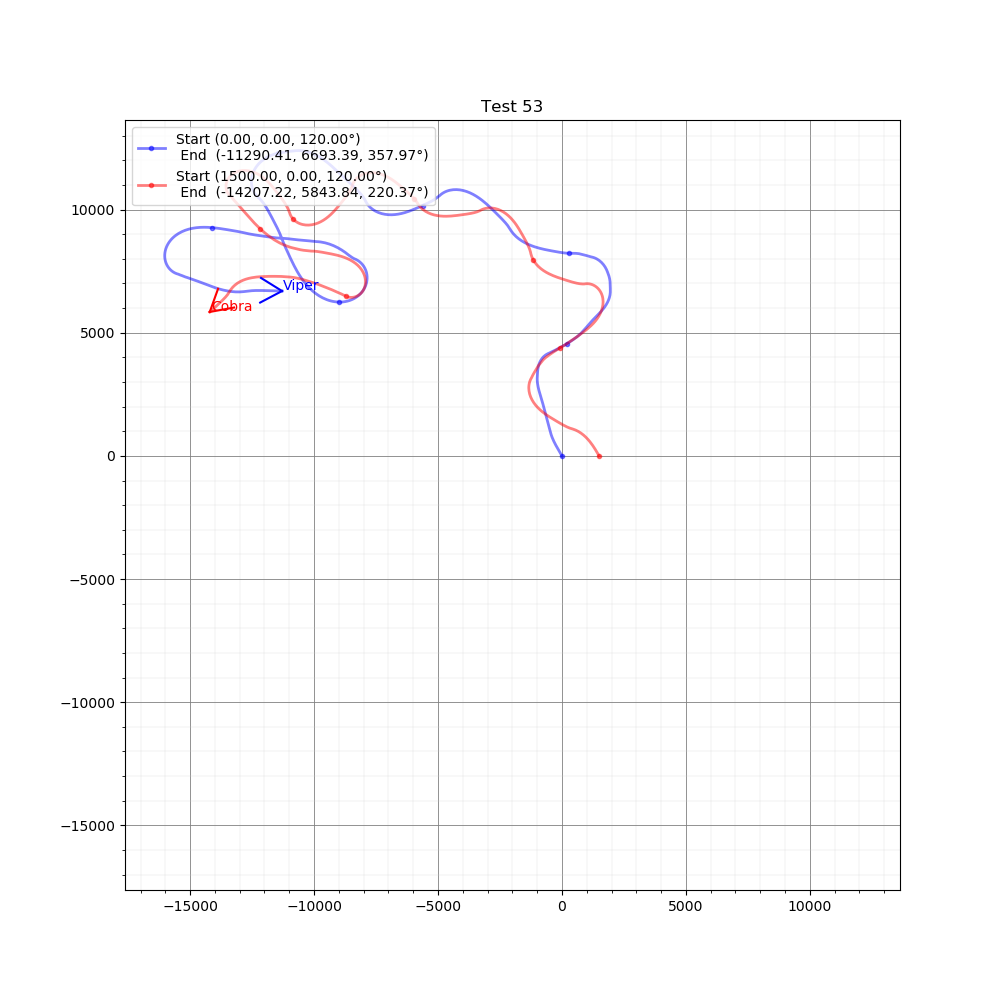 Test 53
Start (0.00, 0.00, 120.00°)
End (-11290.41, 6693.39, 357.97°)
Start (1500.00, 0.00, 120.00°)
End (-14207.22, 5843.84, 220.37°)
10000
Viper
Cobra
5000
0
−5000
−10000
−15000
−15000 −10000 −5000 0 5000 10000